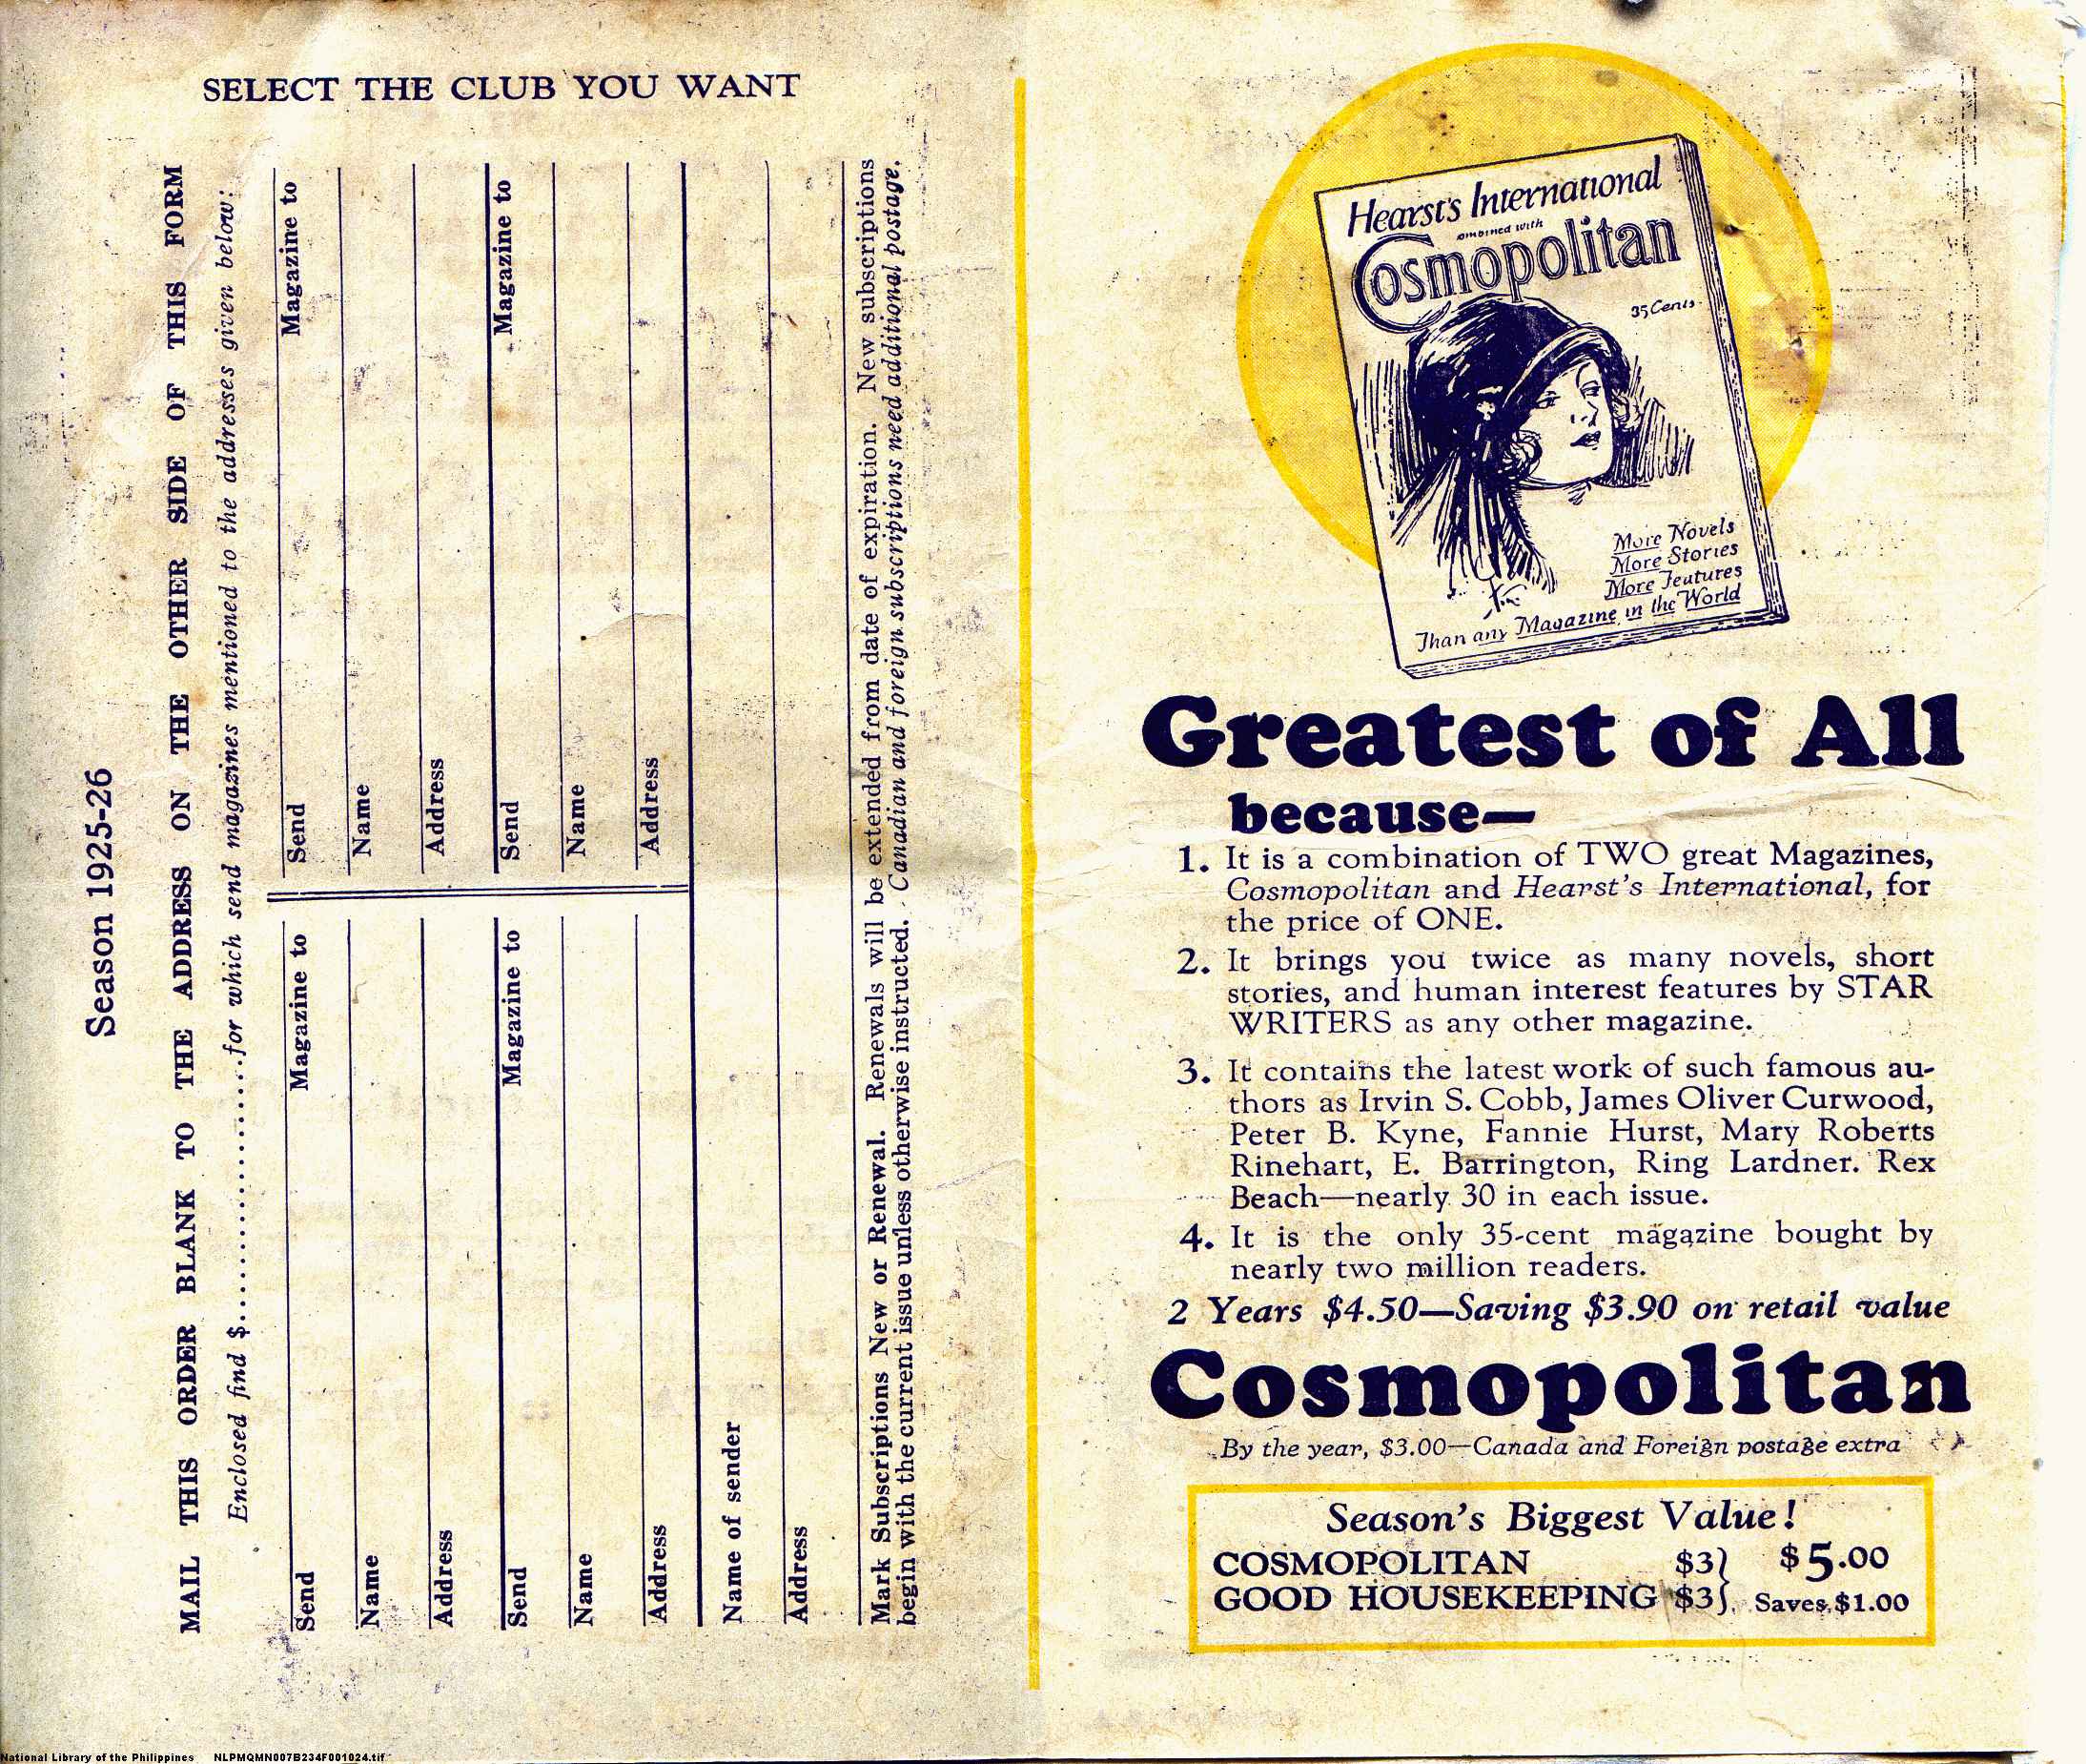 SELECT THE CLUB YOU WANT
Season 1925-26
MAIL THIS ORDER BLANK TO THE ADDRESS ON THE OTHER SIDE OF THIS FORM
Enclosed find $..........................for which send magazines mentioned to the addresses given below:
Send Magazine to
Name
Address
Send Magazine to
Name
Address
Send Magazine to
Name
Address
Send Magazine to
Name
Address
Name of sender
Address
Mark Subscriptions New or Renewal. Renewals will be extended from date of expiration. New subscriptions
begin with the current issue unless otherwise instructed. Canadian and foreign subscriptions need additional postage.
Hearst's International
combined with
Cosmopolitan
35 Cents
More Novels
More Stories
More Features
Than any Magazine in the World
Greatest of All
because—
1. It is a combination of TWO great Magazines,
Cosmopolitan and Hearst's International, for
the price of ONE.
2. It brings you twice as many novels, short
stories, and human interest features by STAR
WRITERS as any other magazine.
3. It contains the latest work of such famous au-
thors as Irvin S. Cobb, James Oliver Curwood,
Peter B. Kyne, Fannie Hurst, Mary Roberts
Rinehart, E. Barrington, Ring Lardner. Rex
Beach—nearly 30 in each issue.
4. It is the only 35-cent magazine bought by
nearly two million readers.
2 Years $4.50—Saving $3.90 on retail value
Cosmopolitan
By the year, $3.00—Canada and Foreign postage extra
Season's Biggest Value!
COSMOPOLITAN $3} $5.00
GOOD HOUSEKEEPING $3} Saves $1.00
National Library of the Philippines NLPMQMN007B234F001024.tif